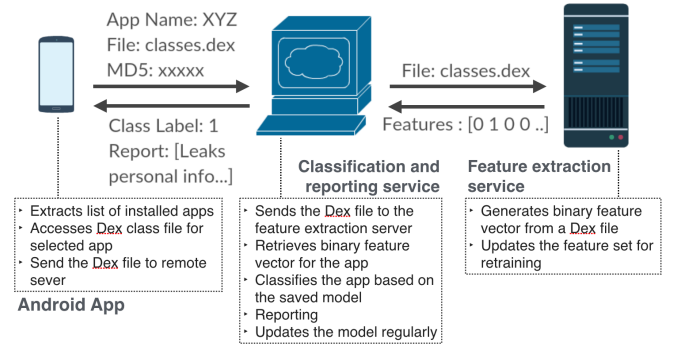 App Name: XYZ
File: classes.dex
MD5: xxxxx
Class Label: 1
Report: [Leaks
personal info...]
File: classes.dex
Features : [0 1 0 0 ..]
Classification and
reporting service
Feature extraction
service
‣ Extracts list of installed apps
‣ Accesses Dex class file for
selected app
‣ Send the Dex file to remote
sever
Android App
‣ Sends the Dex file to the
feature extraction server
‣ Retrieves binary feature
vector for the app
‣ Classifies the app based on
the saved model
‣ Reporting
‣ Updates the model regularly
‣ Generates binary feature
vector from a Dex file
‣ Updates the feature set for
retraining